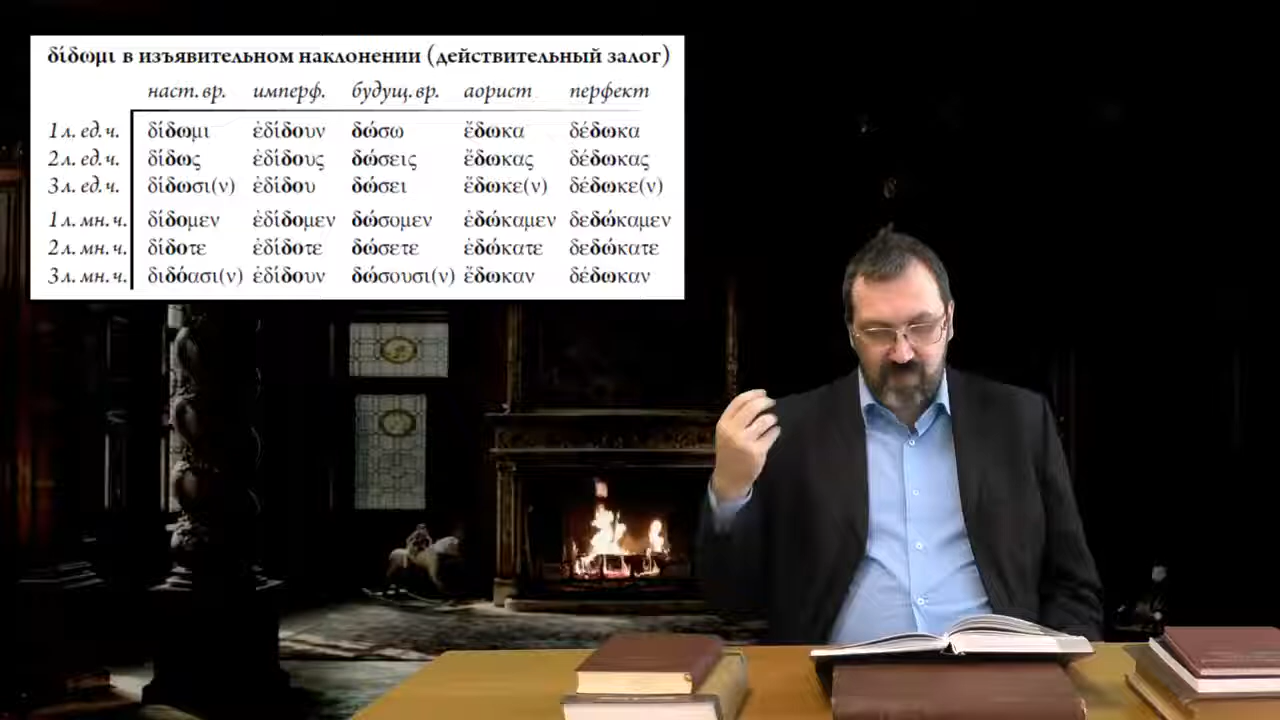 δίδωμι в изъявительном наклонении (действительный залог)
наст. вр. имперф. будущ. вр. аорист перфект
1 л. ед. ч. δίδωμι ἐδίδουν δώσω ἔδωκα δέδωκα
2 л. ед. ч. δίδως ἐδίδους δώσεις ἔδωκας δέδωκας
3 л. ед. ч. δίδωσι(ν) ἐδίδου δώσει ἔδωκε(ν) δέδωκε(ν)
1 л. мн. ч. δίδομεν ἐδίδομεν δώσομεν ἐδώκαμεν δεδώκαμεν
2 л. мн. ч. δίδοτε ἐδίδοτε δώσετε ἐδώκατε δεδώκατε
3 л. мн. ч. διδόασι(ν) ἐδίδουν δώσουσι(ν) ἔδωκαν δέδωκαν